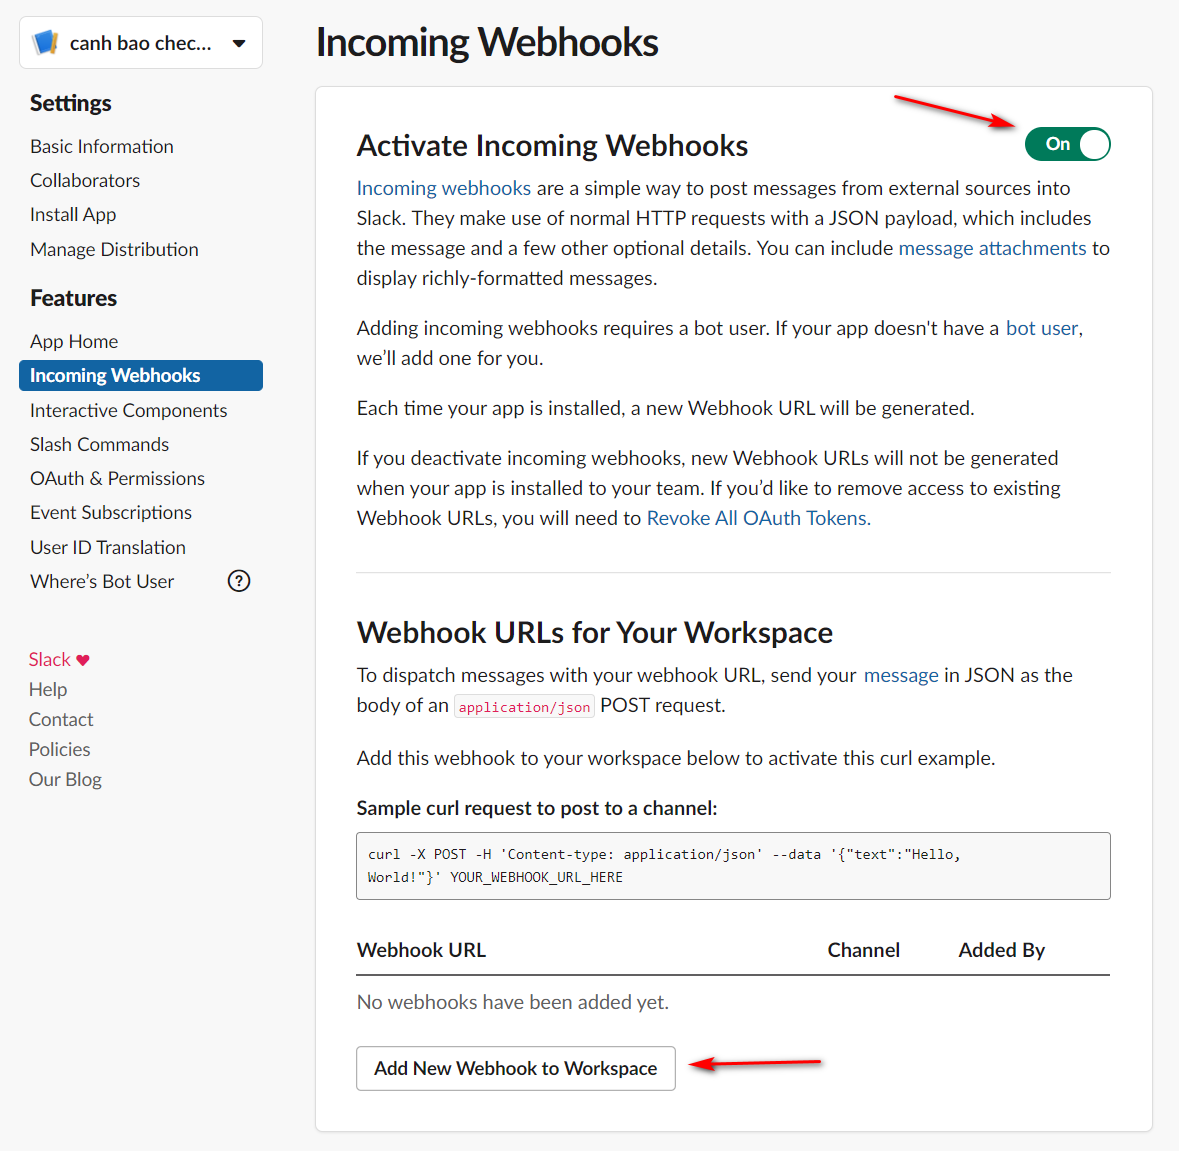 canh bao chec...
Settings
Basic Information
Collaborators
Install App
Manage Distribution
Features
App Home
Incoming Webhooks
Interactive Components
Slash Commands
OAuth & Permissions
Event Subscriptions
User ID Translation
Where’s Bot User
?
Slack ♥
Help
Contact
Policies
Our Blog
Incoming Webhooks
Activate Incoming Webhooks
On
Incoming webhooks are a simple way to post messages from external sources into
Slack. They make use of normal HTTP requests with a JSON payload, which includes
the message and a few other optional details. You can include message attachments to
display richly-formatted messages.
Adding incoming webhooks requires a bot user. If your app doesn't have a bot user,
we’ll add one for you.
Each time your app is installed, a new Webhook URL will be generated.
If you deactivate incoming webhooks, new Webhook URLs will not be generated
when your app is installed to your team. If you’d like to remove access to existing
Webhook URLs, you will need to Revoke All OAuth Tokens.
Webhook URLs for Your Workspace
To dispatch messages with your webhook URL, send your message in JSON as the
body of an application/json POST request.
Add this webhook to your workspace below to activate this curl example.
Sample curl request to post to a channel:
curl -X POST -H 'Content-type: application/json' --data '{"text":"Hello,
World!"}' YOUR_WEBHOOK_URL_HERE
Webhook URL Channel Added By
No webhooks have been added yet.
Add New Webhook to Workspace